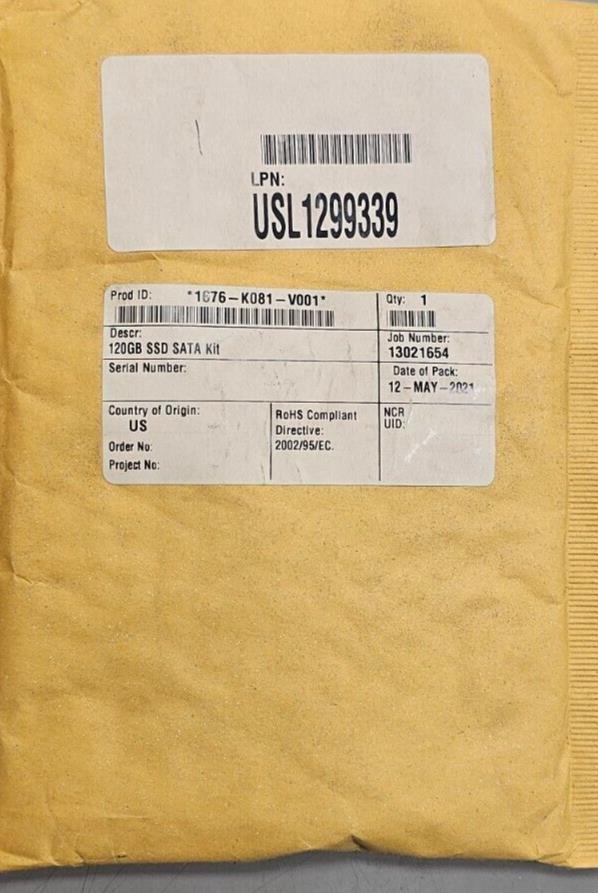 LPN:
USL1299339
Prod ID: *1676-K081-V001*
Qty: 1
Descr:
120GB SSD SATA Kit
Job Number:
13021654
Serial Number:
Date of Pack:
12-MAY-2021
Country of Origin:
US
RoHS Compliant
Directive:
2002/95/EC.
NCR
UID:
Order No:
Project No: